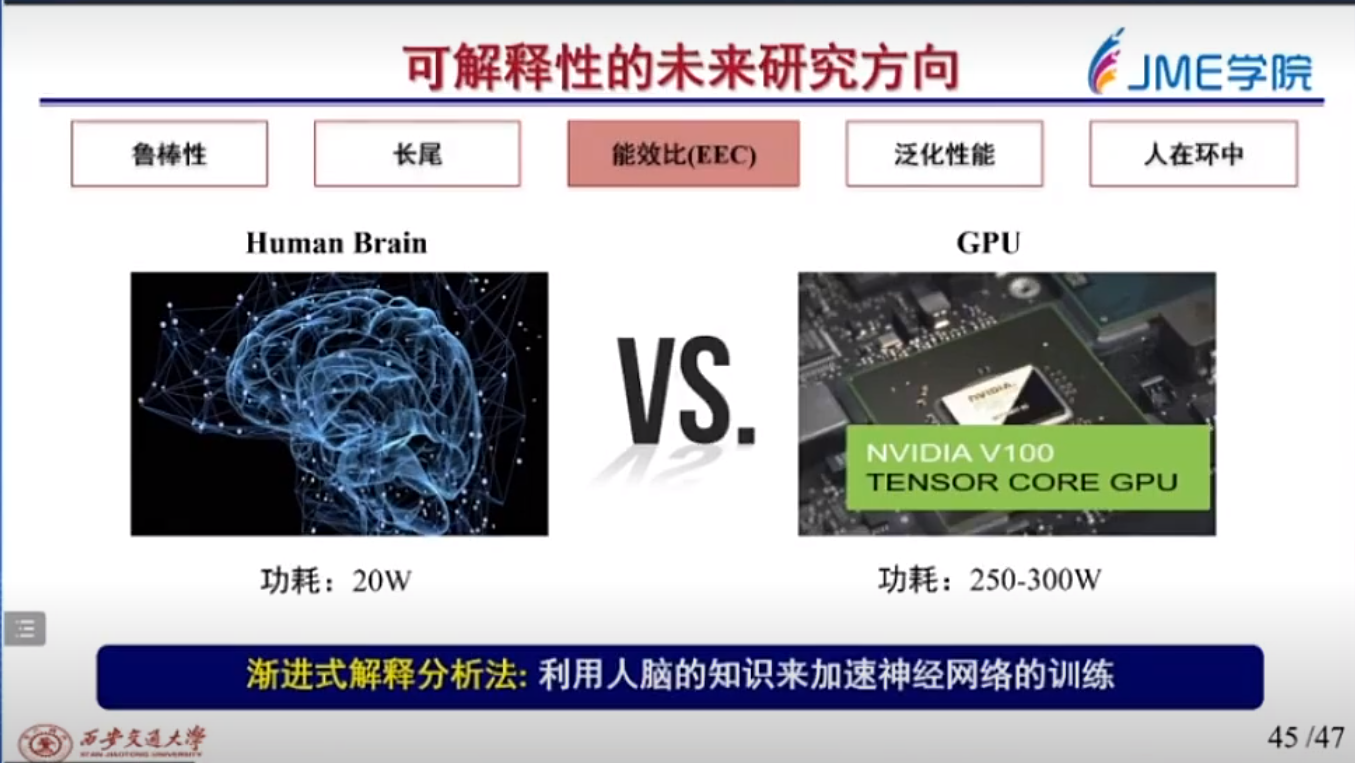 可解释性的未来研究方向
JME学院
鲁棒性
长尾
能效比(EEC)
泛化性能
人在环中
Human Brain
GPU
VS.
NVIDIA
NVIDIA V100
TENSOR CORE GPU
功耗：20W
功耗：250-300W
渐进式解释分析法: 利用人脑的知识来加速神经网络的训练
西安交通大学
XI'AN JIAOTONG UNIVERSITY
45 /47